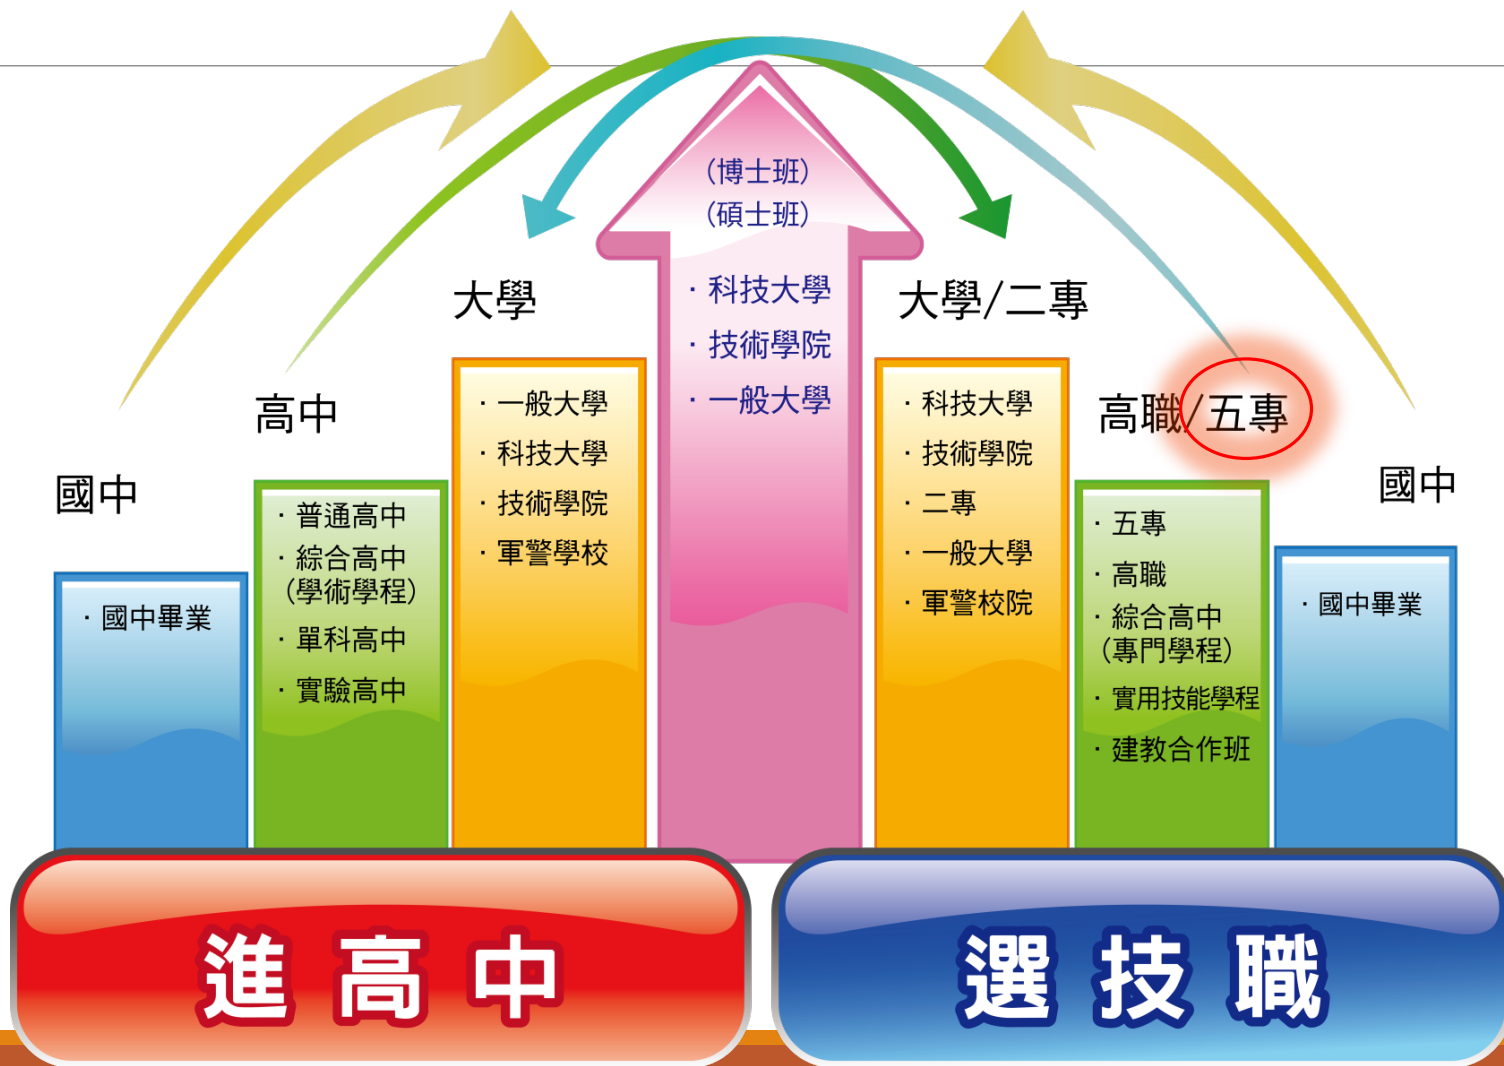 國中
・國中畢業
高中
・普通高中
・綜合高中
(學術學程)
・單科高中
・實驗高中
大學
・一般大學
・科技大學
・技術學院
・軍警學校
(博士班)
(碩士班)
・科技大學
・技術學院
・一般大學
大學/二專
・科技大學
・技術學院
・二專
・一般大學
・軍警校院
高職/五專
・五專
・高職
・綜合高中
(專門學程)
・實用技能學程
・建教合作班
國中
・國中畢業
進高中
選技職